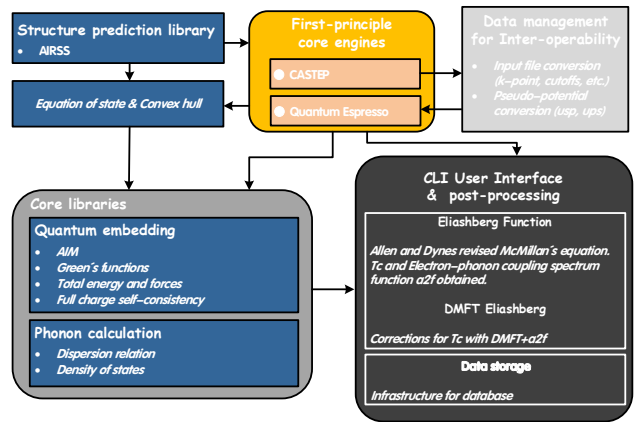 Structure prediction library
• AIRSS
Equation of state & Convex hull
First-principle
core engines
CASTEP
Quantum Espresso
Data management
for Inter-operability
• Input file conversion
(k-point, cutoffs, etc.)
• Pseudo-potential
conversion (usp, ups)
Core libraries
Quantum embedding
• AIM
• Green´s functions
• Total energy and forces
• Full charge self-consistency
Phonon calculation
• Dispersion relation
• Density of states
CLI User Interface
& post-processing
Eliashberg Function
Allen and Dynes revised McMillan´s equation.
Tc and Electron-phonon coupling spectrum
function a2f obtained.
DMFT Eliashberg
Corrections for Tc with DMFT+a2f
Data storage
Infrastructure for database